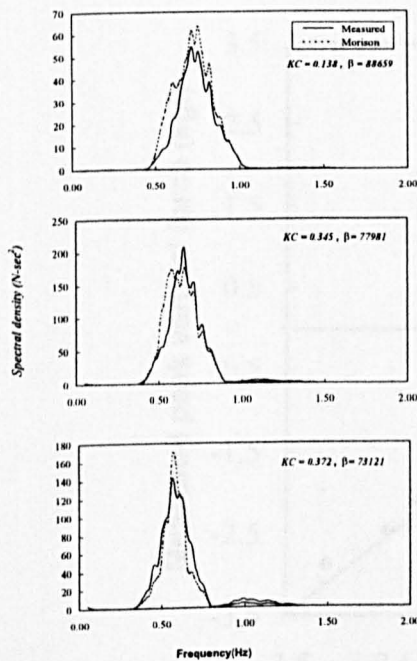 Measured
Morison
KC = 0.138 , β = 88659
70
60
50
40
30
20
10
0
0.00 0.50 1.00 1.50 2.00
KC = 0.345 , β = 77981
250
200
150
100
50
0
0.00 0.50 1.00 1.50 2.00
Spectral density (N-sec²)
KC = 0.372 , β = 73121
180
160
140
120
100
80
60
40
20
0
0.00 0.50 1.00 1.50 2.00
Frequency(Hz)